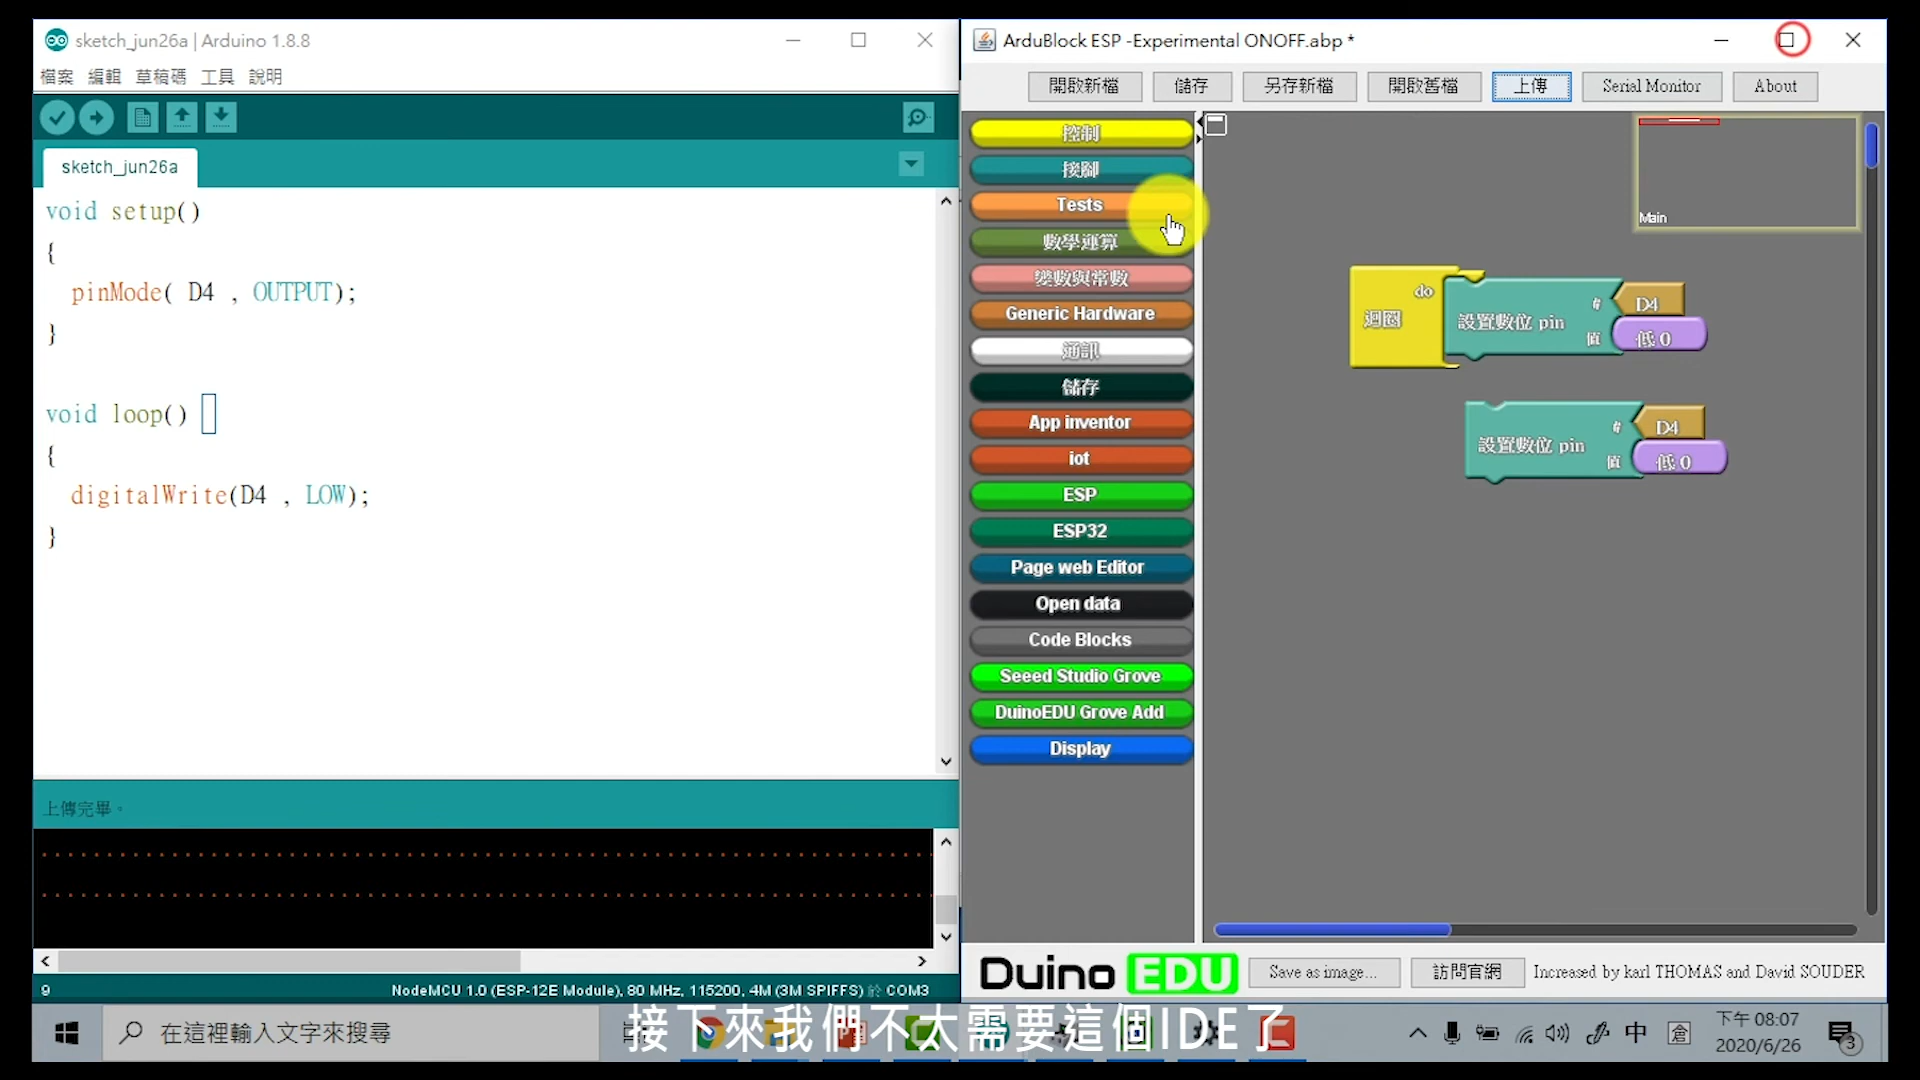 sketch_jun26a | Arduino 1.8.8
檔案 編輯 草稿碼 工具 說明
sketch_jun26a
void setup()
{
pinMode( D4 , OUTPUT);
}
void loop()
{
digitalWrite(D4 , LOW);
}
上傳完畢。
9
NodeMCU 1.0 (ESP-12E Module), 80 MHz, 115200, 4M (3M SPIFFS) 於 COM3
ArduBlock ESP -Experimental ONOFF.abp *
開啟新檔 儲存 另存新檔 開啟舊檔 上傳 Serial Monitor About
控制
接腳
Tests
數學運算
變數與常數
Generic Hardware
通訊
儲存
App inventor
iot
ESP
ESP32
Page web Editor
Open data
Code Blocks
Seeed Studio Grove
DuinoEDU Grove Add
Display
Main
迴圈 do
設置數位 pin # D4
值 低 0
設置數位 pin # D4
值 低 0
Duino EDU Save as image... 訪問官網 Increased by karl THOMAS and David SOUDER
接下來我們不太需要這個IDE了
在這裡輸入文字來搜尋
中 倉
下午 08:07
2020/6/26
3